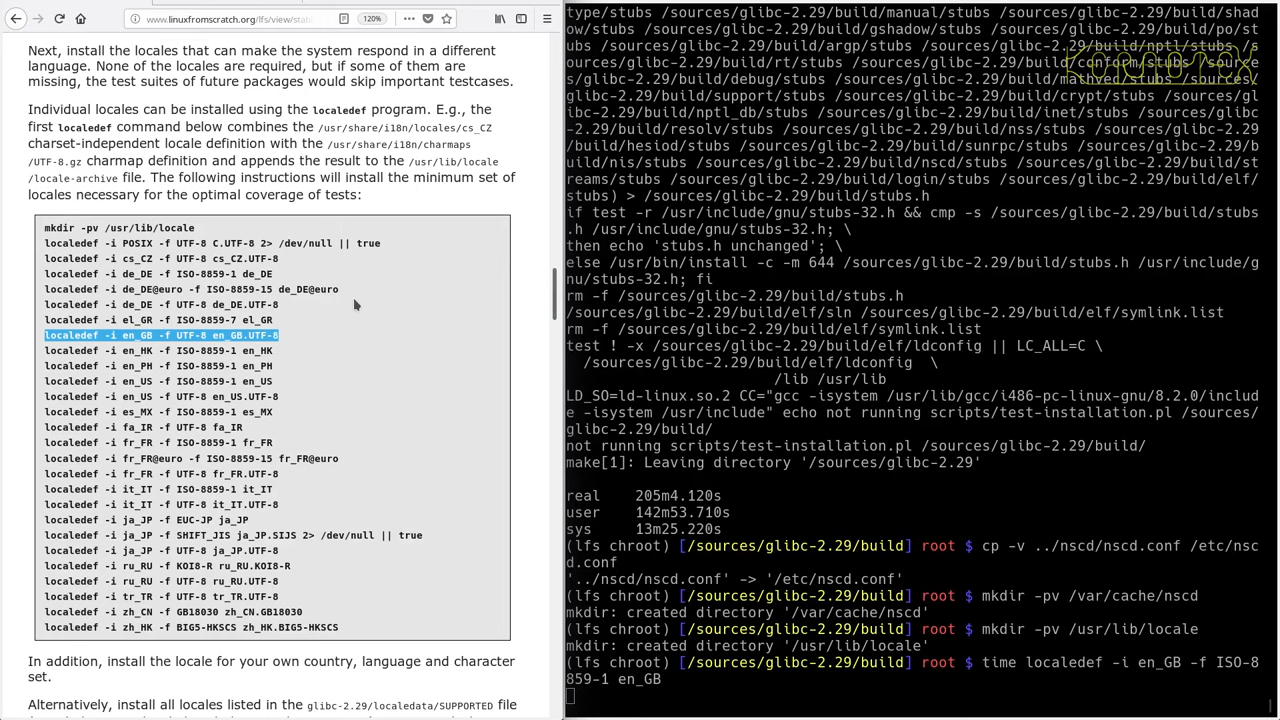 www.linuxfromscratch.org/lfs/view/stab
120%
Next, install the locales that can make the system respond in a different
language. None of the locales are required, but if some of them are
missing, the test suites of future packages would skip important testcases.
Individual locales can be installed using the localedef program. E.g., the
first localedef command below combines the /usr/share/i18n/locales/cs_CZ
charset-independent locale definition with the /usr/share/i18n/charmaps
/UTF-8.gz charmap definition and appends the result to the /usr/lib/locale
/locale-archive file. The following instructions will install the minimum set of
locales necessary for the optimal coverage of tests:
mkdir -pv /usr/lib/locale
localedef -i POSIX -f UTF-8 C.UTF-8 2> /dev/null || true
localedef -i cs_CZ -f UTF-8 cs_CZ.UTF-8
localedef -i de_DE -f ISO-8859-1 de_DE
localedef -i de_DE@euro -f ISO-8859-15 de_DE@euro
localedef -i de_DE -f UTF-8 de_DE.UTF-8
localedef -i el_GR -f ISO-8859-7 el_GR
localedef -i en_GB -f UTF-8 en_GB.UTF-8
localedef -i en_HK -f ISO-8859-1 en_HK
localedef -i en_PH -f ISO-8859-1 en_PH
localedef -i en_US -f ISO-8859-1 en_US
localedef -i en_US -f UTF-8 en_US.UTF-8
localedef -i es_MX -f ISO-8859-1 es_MX
localedef -i fa_IR -f UTF-8 fa_IR
localedef -i fr_FR -f ISO-8859-1 fr_FR
localedef -i fr_FR@euro -f ISO-8859-15 fr_FR@euro
localedef -i fr_FR -f UTF-8 fr_FR.UTF-8
localedef -i it_IT -f ISO-8859-1 it_IT
localedef -i it_IT -f UTF-8 it_IT.UTF-8
localedef -i ja_JP -f EUC-JP ja_JP
localedef -i ja_JP -f SHIFT_JIS ja_JP.SIJS 2> /dev/null || true
localedef -i ja_JP -f UTF-8 ja_JP.UTF-8
localedef -i ru_RU -f KOI8-R ru_RU.KOI8-R
localedef -i ru_RU -f UTF-8 ru_RU.UTF-8
localedef -i tr_TR -f UTF-8 tr_TR.UTF-8
localedef -i zh_CN -f GB18030 zh_CN.GB18030
localedef -i zh_HK -f BIG5-HKSCS zh_HK.BIG5-HKSCS
In addition, install the locale for your own country, language and character
set.
Alternatively, install all locales listed in the glibc-2.29/localedata/SUPPORTED file
type/stubs /sources/glibc-2.29/build/manual/stubs /sources/glibc-2.29/build/shad
ow/stubs /sources/glibc-2.29/build/gshadow/stubs /sources/glibc-2.29/build/po/st
ubs /sources/glibc-2.29/build/argp/stubs /sources/glibc-2.29/build/nptl/stubs /s
ources/glibc-2.29/build/rt/stubs /sources/glibc-2.29/build/conform/stubs /source
s/glibc-2.29/build/debug/stubs /sources/glibc-2.29/build/mathvec/stubs /sources/
glibc-2.29/build/support/stubs /sources/glibc-2.29/build/crypt/stubs /sources/gl
ibc-2.29/build/nptl_db/stubs /sources/glibc-2.29/build/inet/stubs /sources/glibc
-2.29/build/resolv/stubs /sources/glibc-2.29/build/nss/stubs /sources/glibc-2.29
/build/hesiod/stubs /sources/glibc-2.29/build/sunrpc/stubs /sources/glibc-2.29/b
uild/nis/stubs /sources/glibc-2.29/build/nscd/stubs /sources/glibc-2.29/build/st
reams/stubs /sources/glibc-2.29/build/login/stubs /sources/glibc-2.29/build/elf/
stubs) > /sources/glibc-2.29/build/stubs.h
if test -r /usr/include/gnu/stubs-32.h && cmp -s /sources/glibc-2.29/build/stubs
.h /usr/include/gnu/stubs-32.h; \
then echo 'stubs.h unchanged'; \
else /usr/bin/install -c -m 644 /sources/glibc-2.29/build/stubs.h /usr/include/g
nu/stubs-32.h; fi
rm -f /sources/glibc-2.29/build/stubs.h
/sources/glibc-2.29/build/elf/sln /sources/glibc-2.29/build/elf/symlink.list
rm -f /sources/glibc-2.29/build/elf/symlink.list
test ! -x /sources/glibc-2.29/build/elf/ldconfig || LC_ALL=C \
/sources/glibc-2.29/build/elf/ldconfig \
/lib /usr/lib
LD_SO=ld-linux.so.2 CC="gcc -isystem /usr/lib/gcc/i486-pc-linux-gnu/8.2.0/includ
e -isystem /usr/include" echo not running scripts/test-installation.pl /sources/
glibc-2.29/build/
not running scripts/test-installation.pl /sources/glibc-2.29/build/
make[1]: Leaving directory '/sources/glibc-2.29'
real 205m4.120s
user 142m53.710s
sys 13m25.220s
(lfs chroot) [/sources/glibc-2.29/build] root $ cp -v ../nscd/nscd.conf /etc/nsc
d.conf
'../nscd/nscd.conf' -> '/etc/nscd.conf'
(lfs chroot) [/sources/glibc-2.29/build] root $ mkdir -pv /var/cache/nscd
mkdir: created directory '/var/cache/nscd'
(lfs chroot) [/sources/glibc-2.29/build] root $ mkdir -pv /usr/lib/locale
mkdir: created directory '/usr/lib/locale'
(lfs chroot) [/sources/glibc-2.29/build] root $ time localedef -i en_GB -f ISO-8
859-1 en_GB